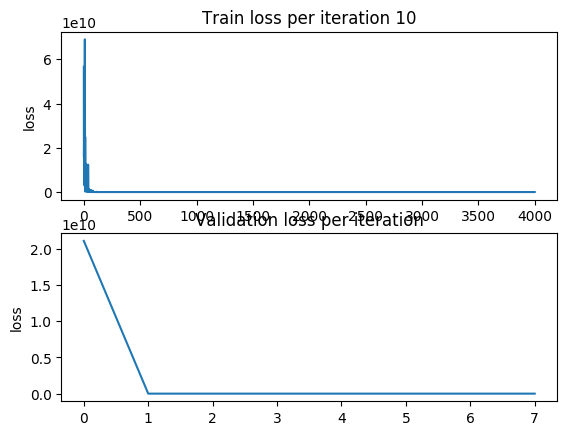 Train loss per iteration 10
1e10
6
4
2
0
loss
0 500 1000 1500 2000 2500 3000 3500 4000
Validation loss per iteration
1e10
2.0
1.5
1.0
0.5
0.0
loss
0 1 2 3 4 5 6 7